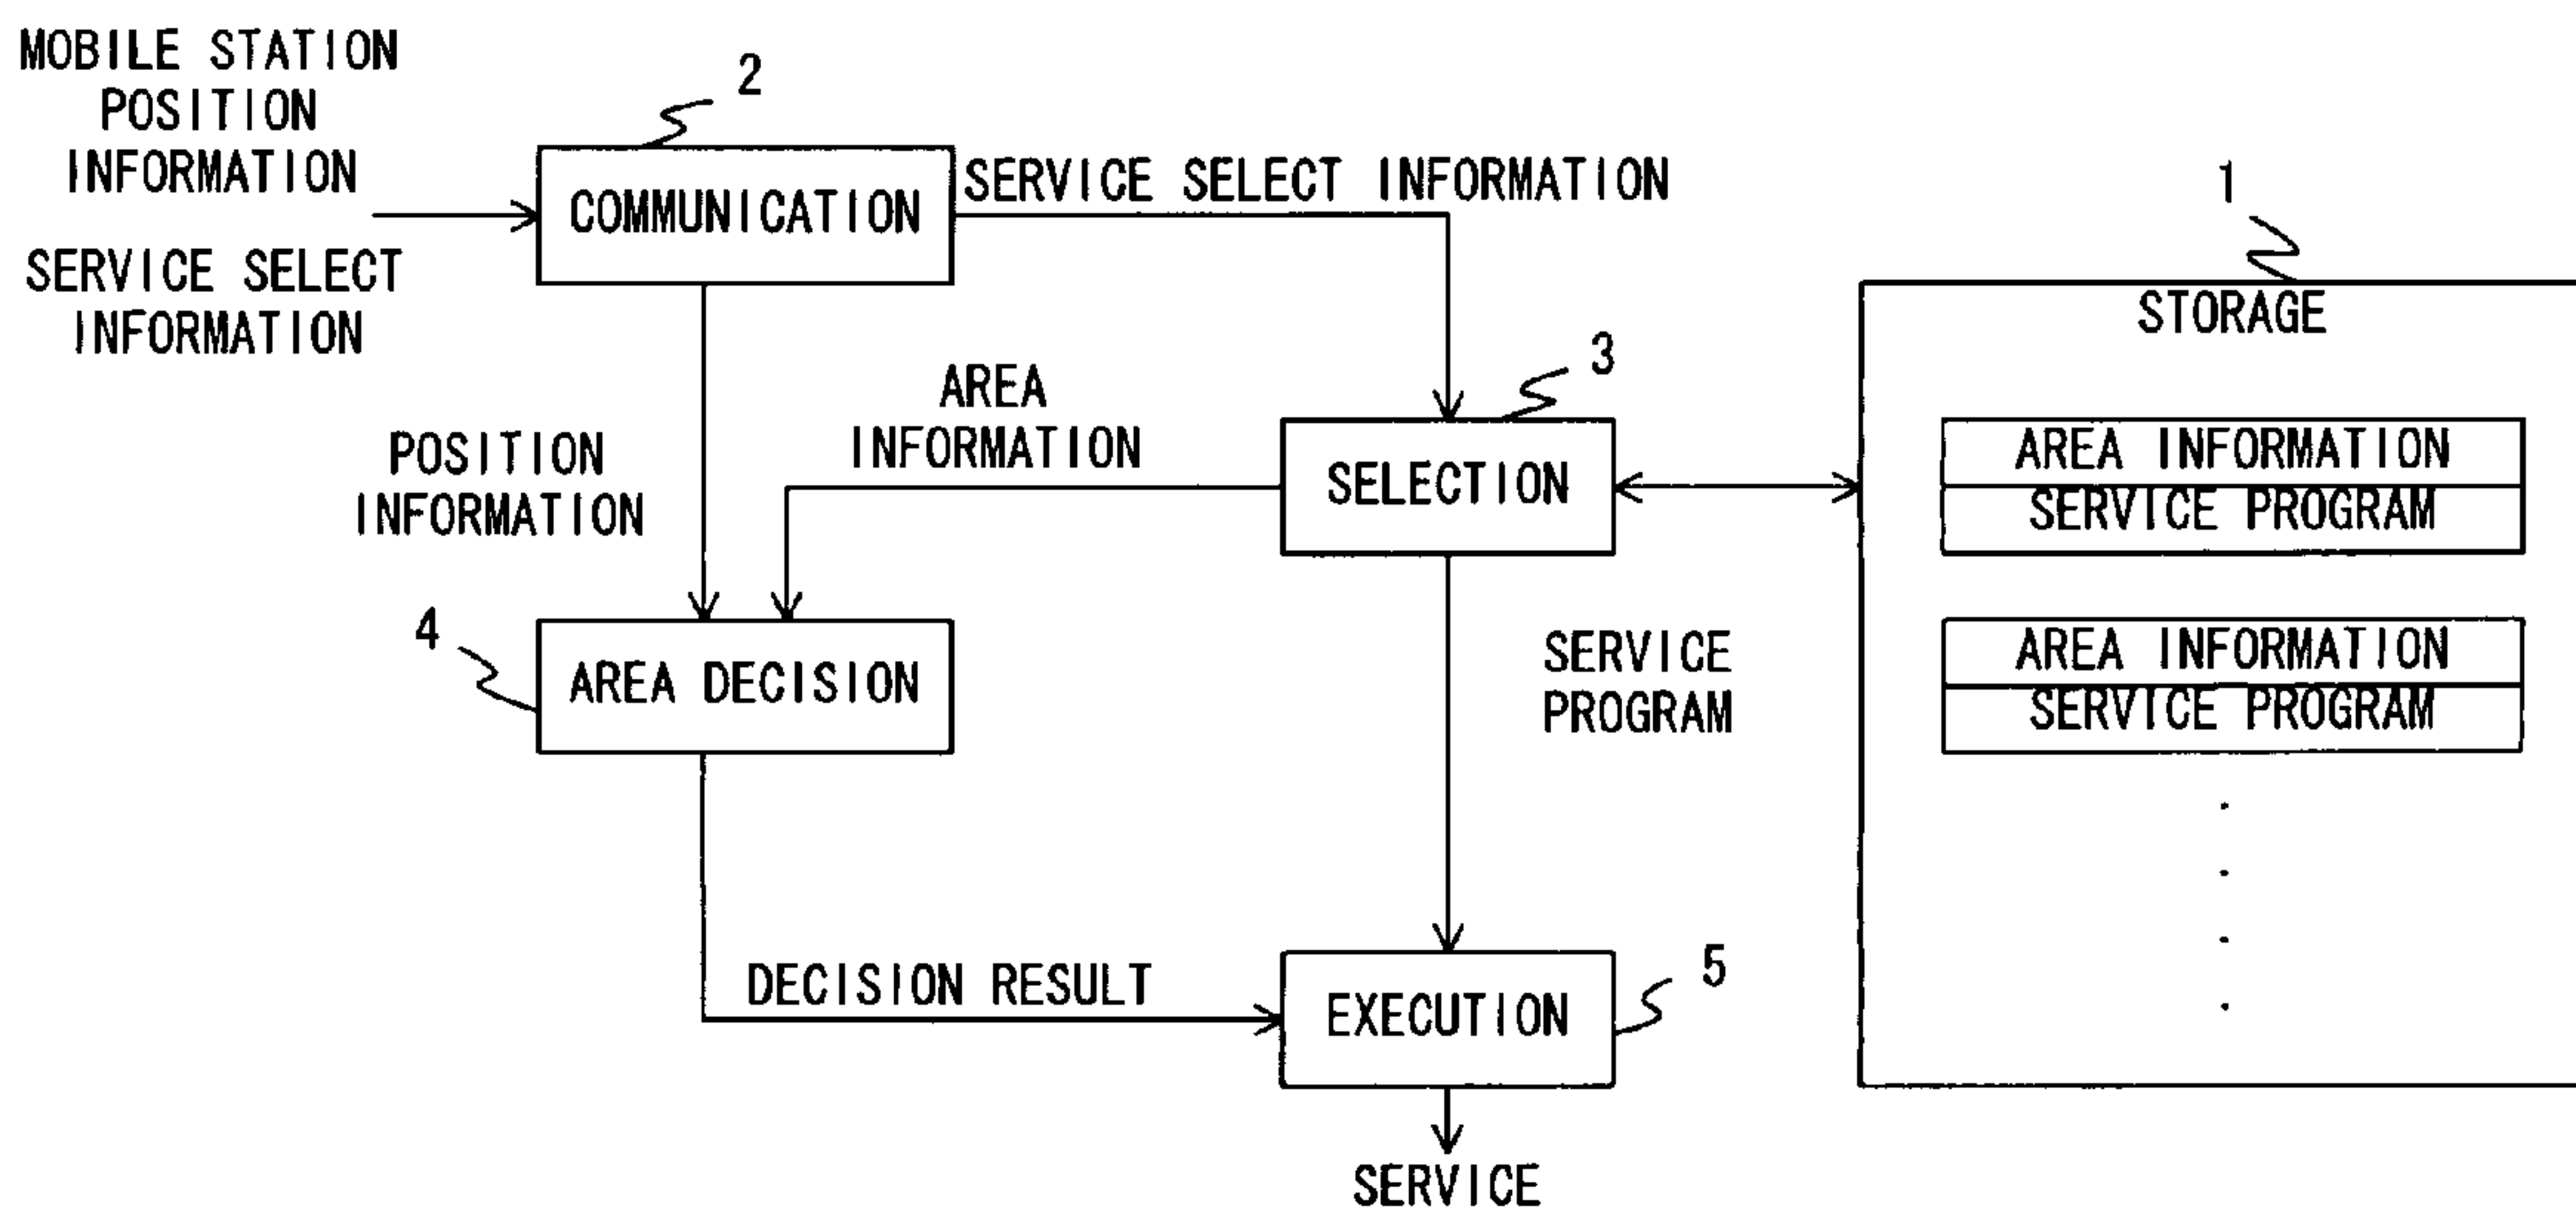 MOBILE STATION
POSITION
INFORMATION
SERVICE SELECT
INFORMATION
2
COMMUNICATION
SERVICE SELECT INFORMATION
1
STORAGE
AREA INFORMATION
SERVICE PROGRAM
AREA INFORMATION
SERVICE PROGRAM
3
SELECTION
AREA
INFORMATION
POSITION
INFORMATION
4
AREA DECISION
SERVICE
PROGRAM
DECISION RESULT
5
EXECUTION
SERVICE